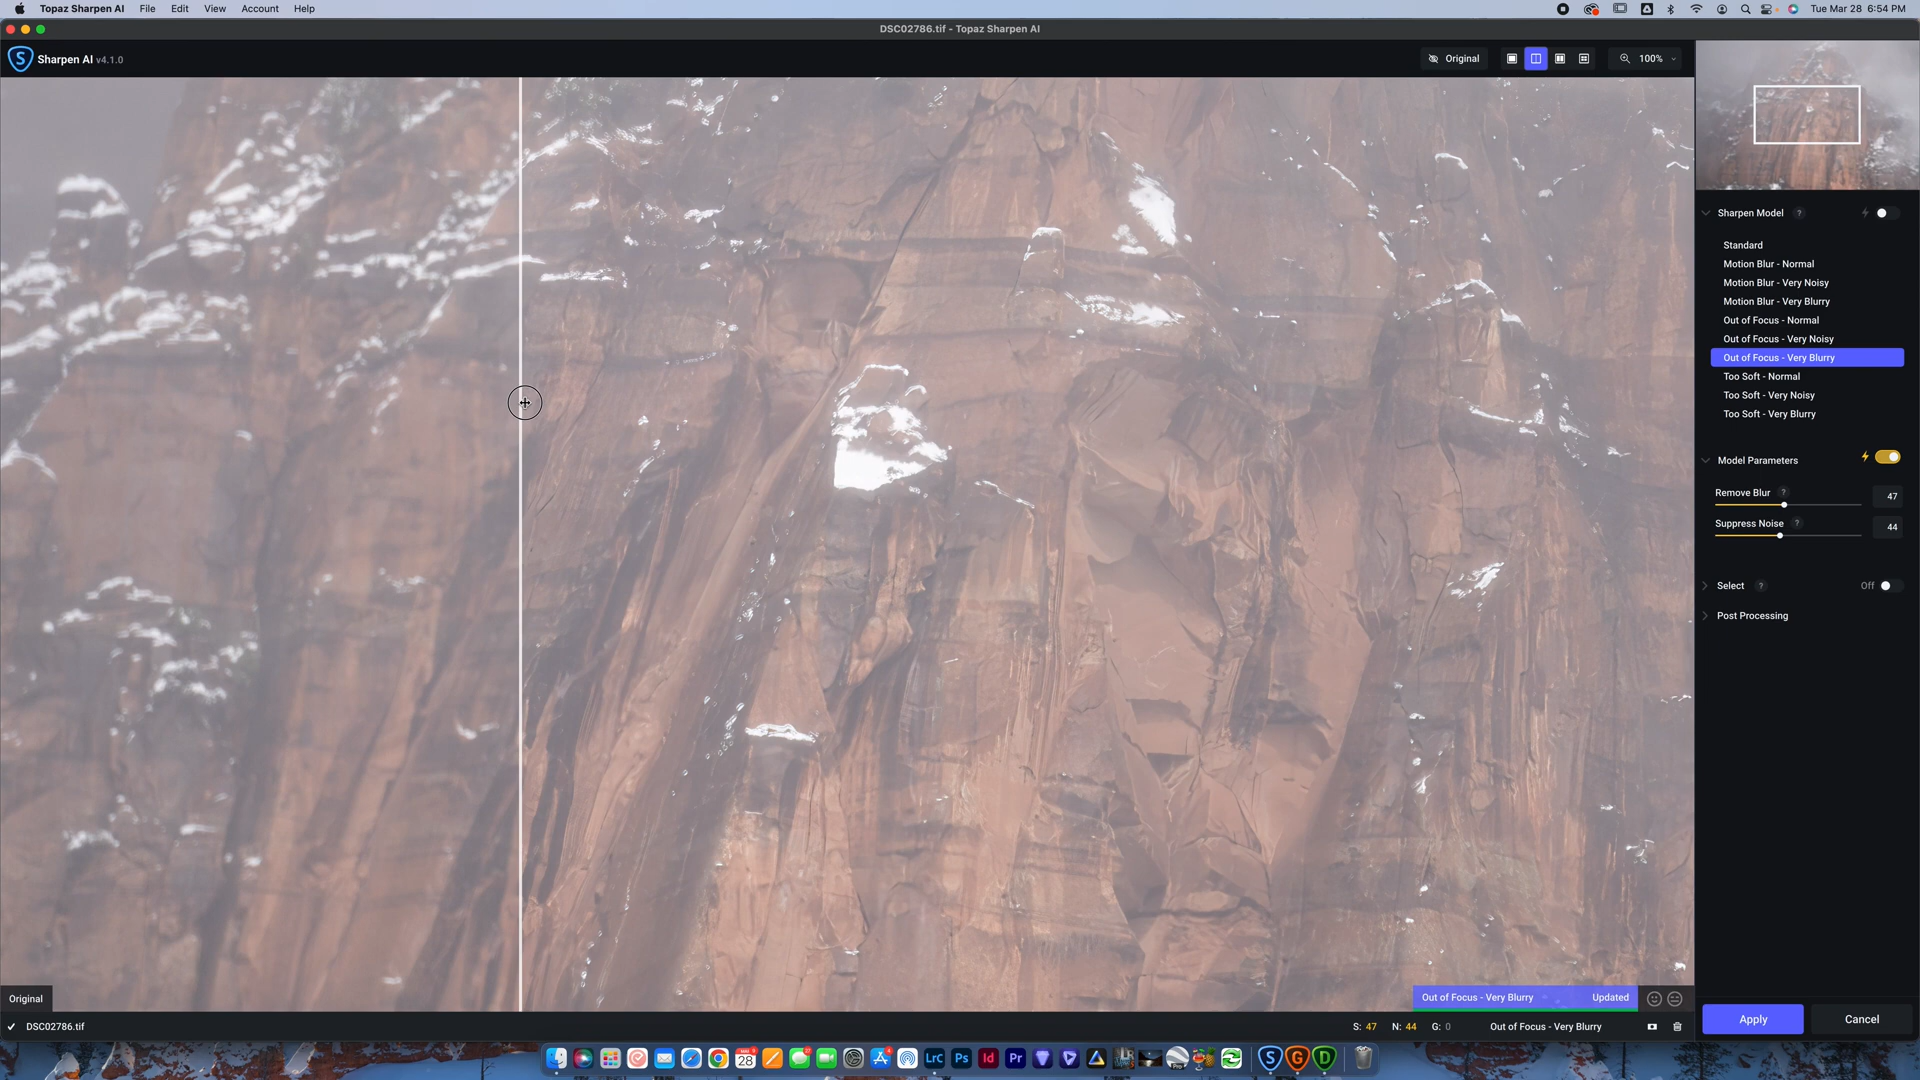 Topaz Sharpen AI File Edit View Account Help Tue Mar 28 6:54 PM
DSC02786.tif - Topaz Sharpen AI
Sharpen AI v4.1.0 Original 100%
Sharpen Model ?
Standard
Motion Blur - Normal
Motion Blur - Very Noisy
Motion Blur - Very Blurry
Out of Focus - Normal
Out of Focus - Very Noisy
Out of Focus - Very Blurry
Too Soft - Normal
Too Soft - Very Noisy
Too Soft - Very Blurry
Model Parameters
Remove Blur ? 47
Suppress Noise ? 44
Select ? Off
Post Processing
Original Out of Focus - Very Blurry Updated
Apply Cancel
DSC02786.tif S: 47 N: 44 G: 0 Out of Focus - Very Blurry
28 LrC Ps Id Pr S G D